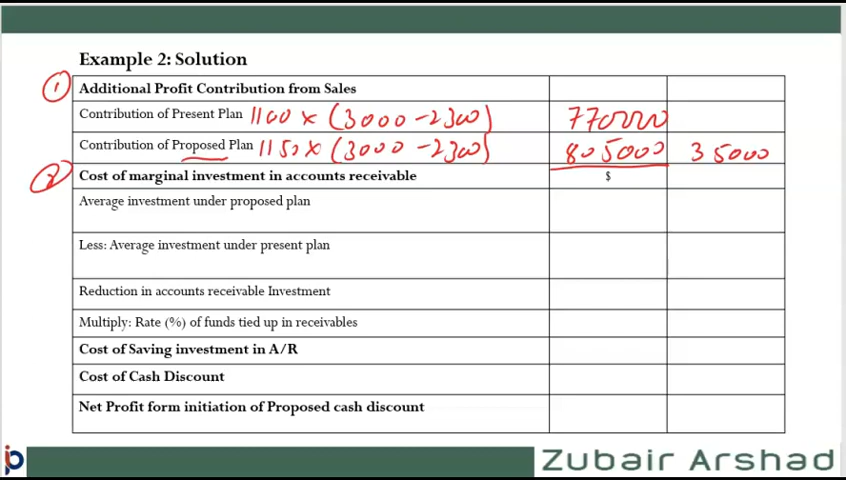 Example 2: Solution
1 Additional Profit Contribution from Sales
Contribution of Present Plan 1100 x (3000 - 2300) 770000
Contribution of Proposed Plan 1150 x (3000 - 2300) 805000 35000
2 Cost of marginal investment in accounts receivable $
Average investment under proposed plan
Less: Average investment under present plan
Reduction in accounts receivable Investment
Multiply: Rate (%) of funds tied up in receivables
Cost of Saving investment in A/R
Cost of Cash Discount
Net Profit form initiation of Proposed cash discount
Zubair Arshad